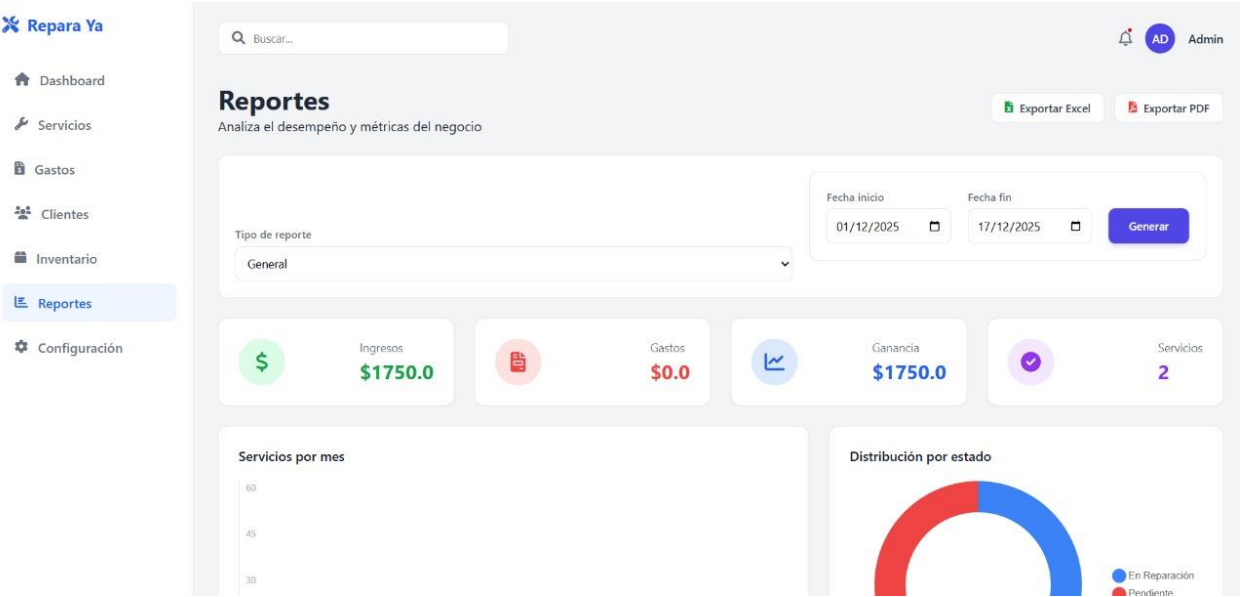 Repara Ya
Buscar...
AD Admin
Dashboard
Servicios
Gastos
Clientes
Inventario
Reportes
Configuración
Reportes
Analiza el desempeño y métricas del negocio
Exportar Excel
Exportar PDF
Tipo de reporte
General
Fecha inicio
01/12/2025
Fecha fin
17/12/2025
Generar
Ingresos
$1750.0
Gastos
$0.0
Ganancia
$1750.0
Servicios
2
Servicios por mes
60
45
30
Distribución por estado
En Reparación
Pendiente